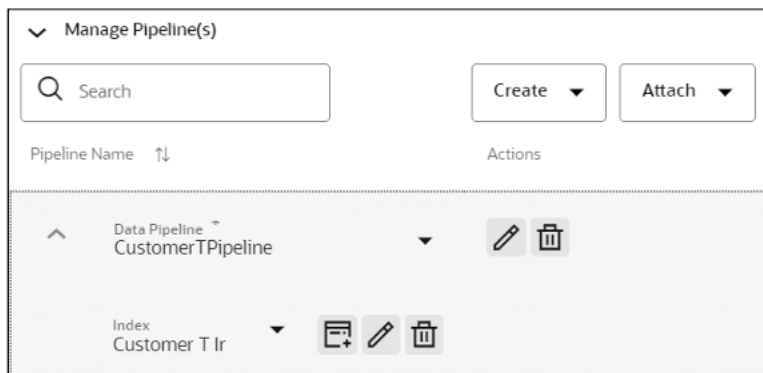 Manage Pipeline(s)
Search
Create
Attach
Pipeline Name
Actions
Data Pipeline
CustomerTPipeline
Index
Customer T Ir